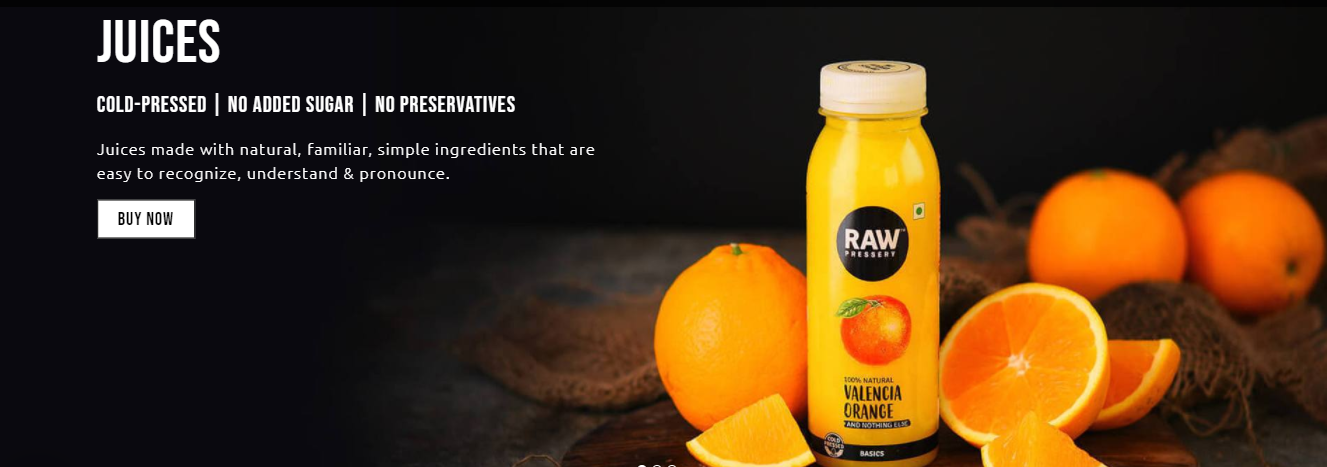 JUICES
COLD-PRESSED | NO ADDED SUGAR | NO PRESERVATIVES
Juices made with natural, familiar, simple ingredients that are
easy to recognize, understand & pronounce.
BUY NOW
RAW™
PRESSERY
100% NATURAL
VALENCIA
ORANGE
AND NOTHING ELSE
COLD
PRESSED
BASICS